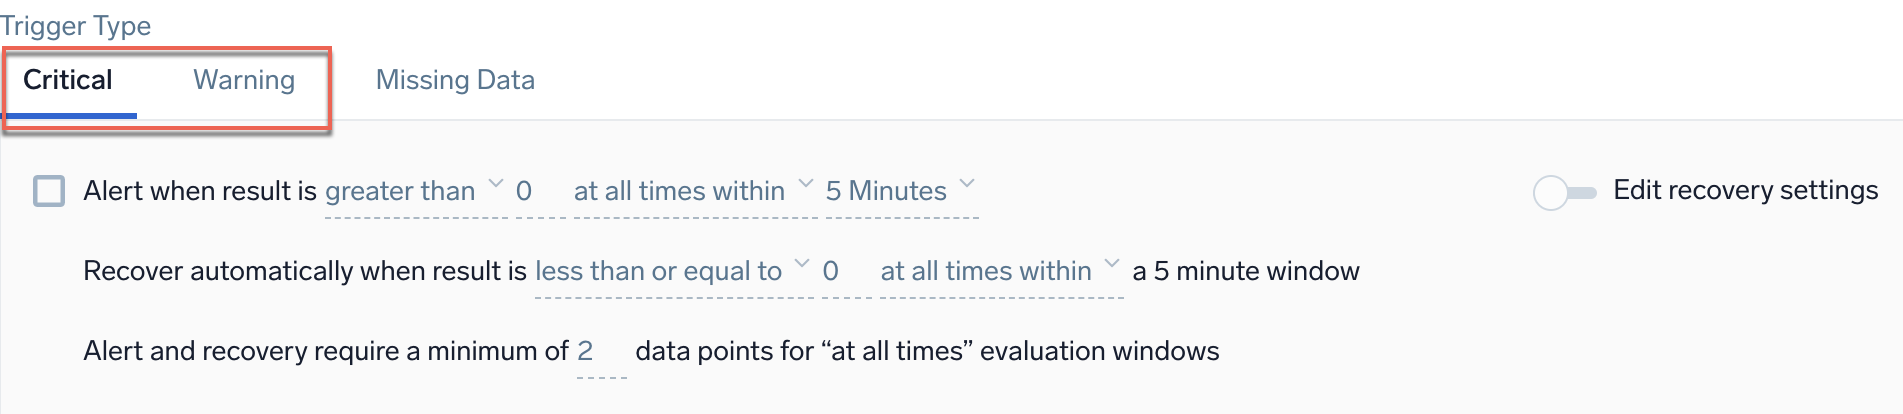 Trigger Type
Critical Warning Missing Data
Alert when result is greater than 0 at all times within 5 Minutes Edit recovery settings
Recover automatically when result is less than or equal to 0 at all times within a 5 minute window
Alert and recovery require a minimum of 2 data points for “at all times” evaluation windows